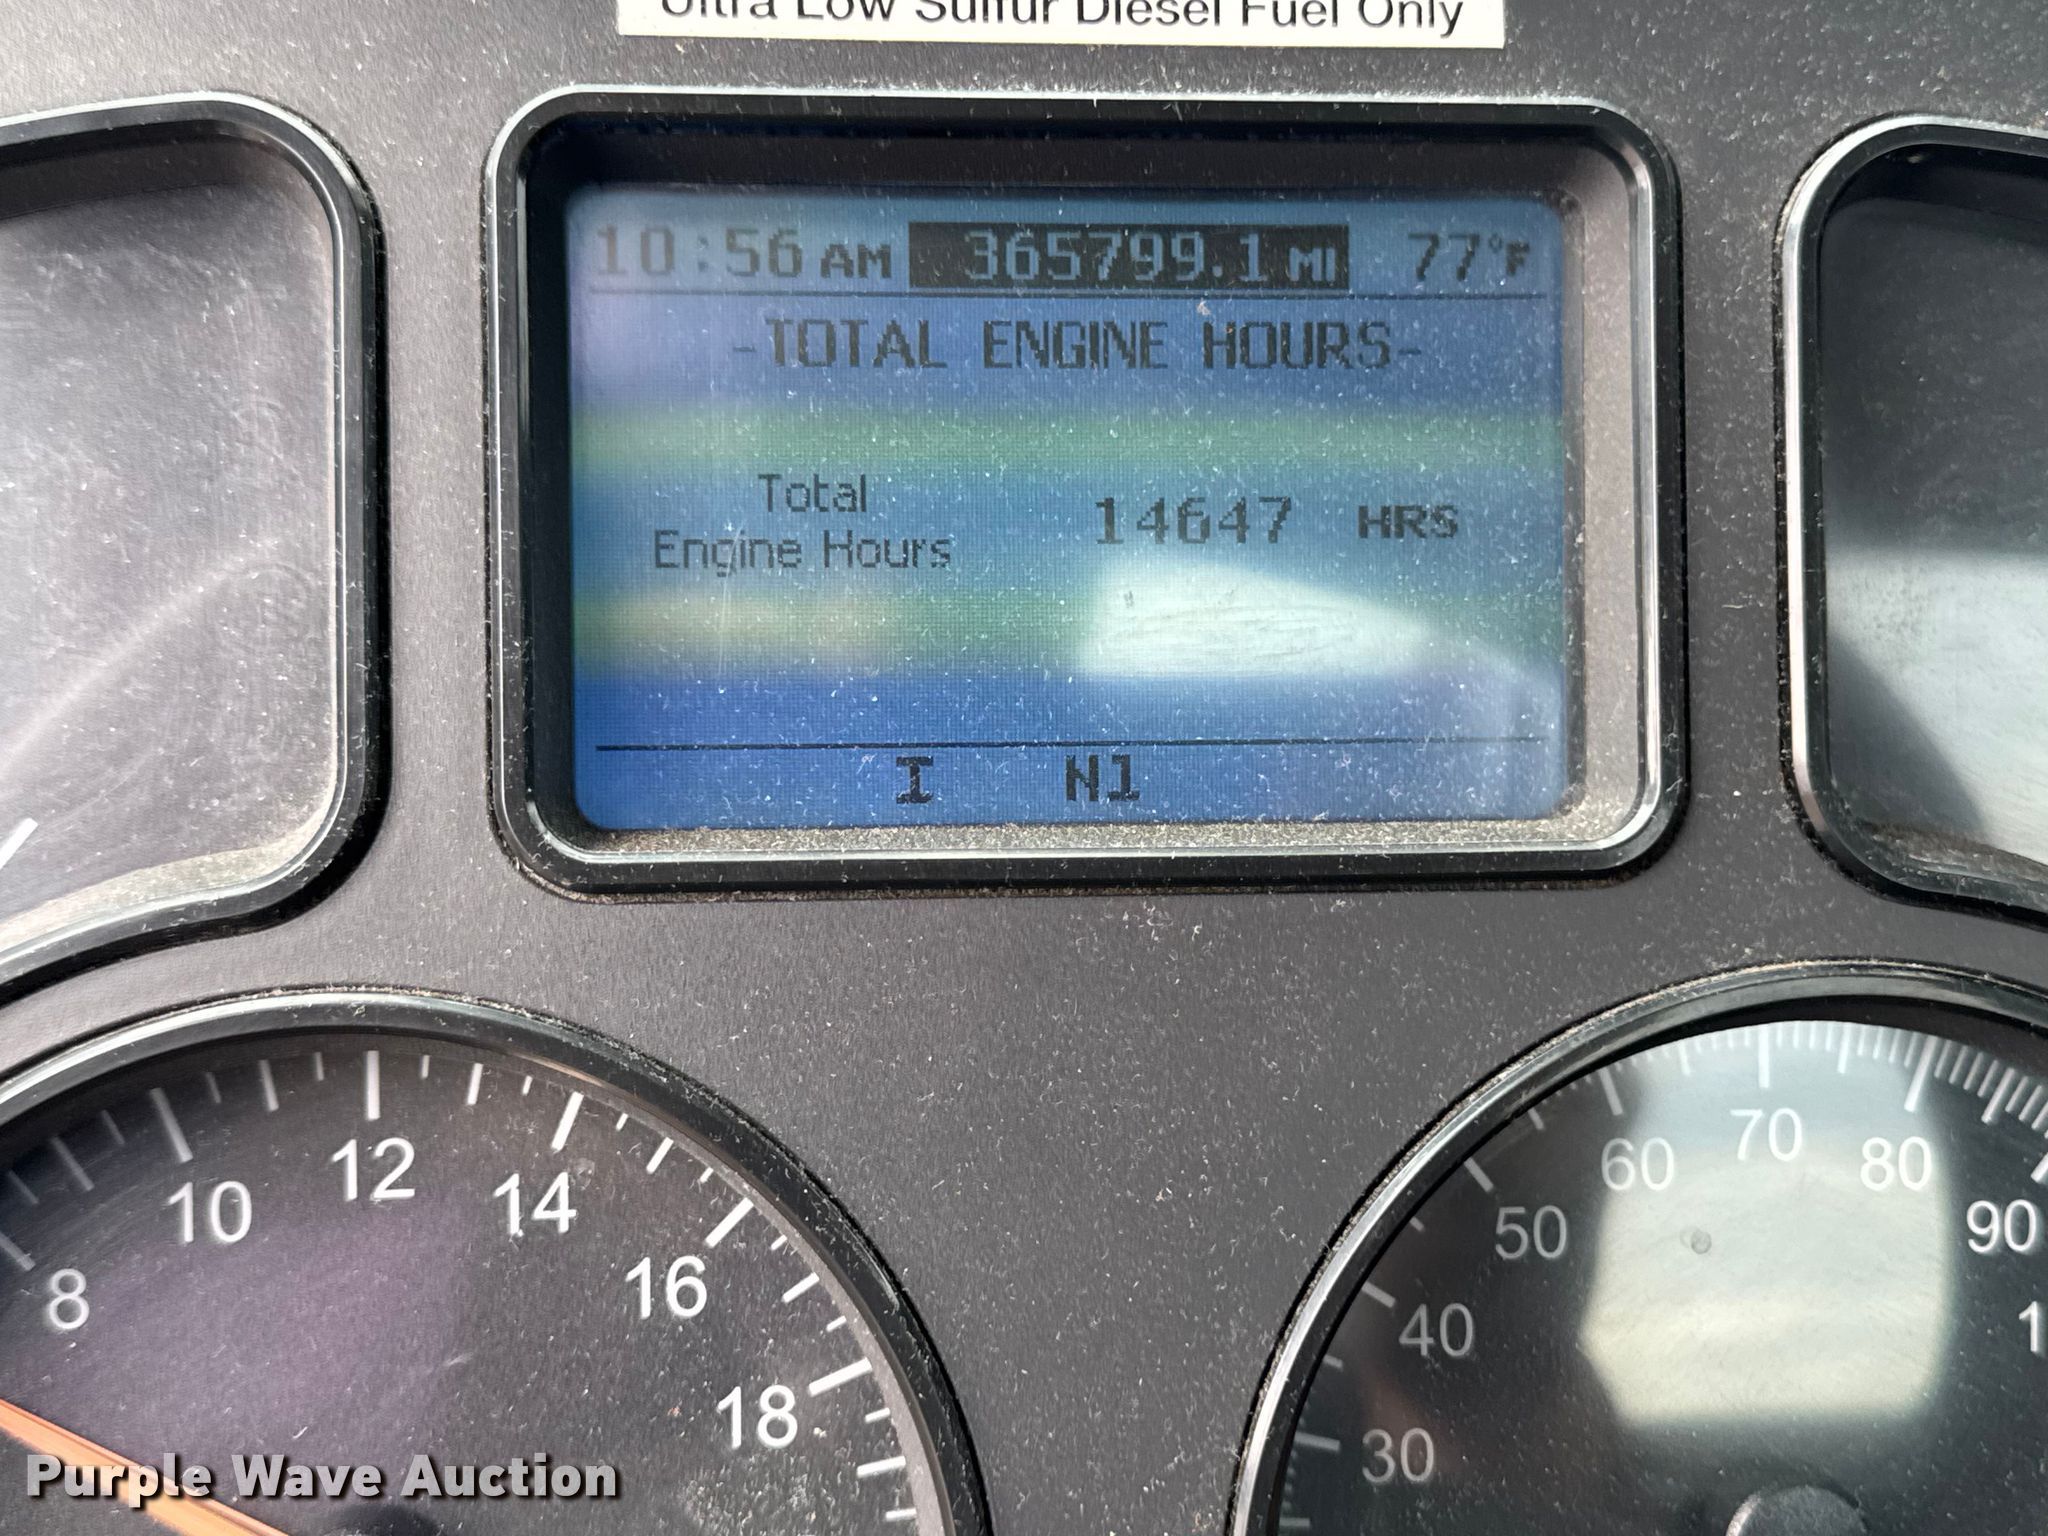 Ultra Low Sulfur Diesel Fuel Only
10:56 AM 365799.1 MI 77°F
-TOTAL ENGINE HOURS-
Total
Engine Hours
14647 HRS
I N1
8
10
12
14
16
18
30
40
50
60
70
80
90
Purple Wave Auction